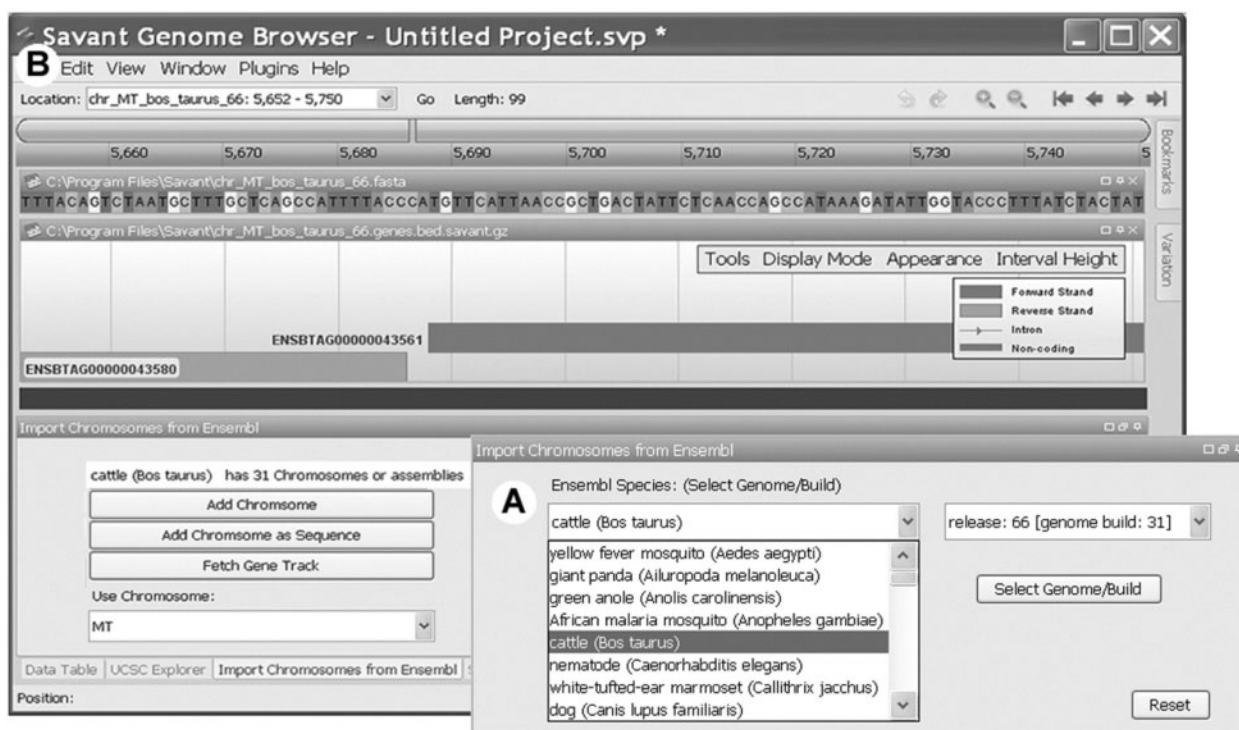 Savant Genome Browser - Untitled Project.svp *
B Edit View Window Plugins Help
Location: chr_MT_bos_taurus_66: 5,652 - 5,750 Go Length: 99
5,660 5,670 5,680 5,690 5,700 5,710 5,720 5,730 5,740 5
Bookmarks
C:\Program Files\Savant\chr_MT_bos_taurus_66.fasta
TTTACAGTCTAATGCTTTGCTCAGCCATTTTACCCATGTTCATTAACCGCTGACTATTCTCAACCAGCCATAAAGATATTGGTACCCTTTATCTACTAT
C:\Program Files\Savant\chr_MT_bos_taurus_66.genes.bed.savant.gz
Variation
Tools Display Mode Appearance Interval Height
Forward Strand
Reverse Strand
Intron
Non-coding
ENSBTAG00000043561
ENSBTAG00000043580
Import Chromosomes from Ensembl
cattle (Bos taurus) has 31 Chromosomes or assemblies
Add Chromsome
Add Chromsome as Sequence
Fetch Gene Track
Use Chromosome:
MT
Data Table UCSC Explorer Import Chromosomes from Ensembl
Position:
Import Chromosomes from Ensembl
A
Ensembl Species: (Select Genome/Build)
cattle (Bos taurus)
release: 66 [genome build: 31]
yellow fever mosquito (Aedes aegypti)
giant panda (Ailuropoda melanoleuca)
green anole (Anolis carolinensis)
African malaria mosquito (Anopheles gambiae)
cattle (Bos taurus)
nematode (Caenorhabditis elegans)
white-tufted-ear marmoset (Callithrix jacchus)
dog (Canis lupus familiaris)
Select Genome/Build
Reset